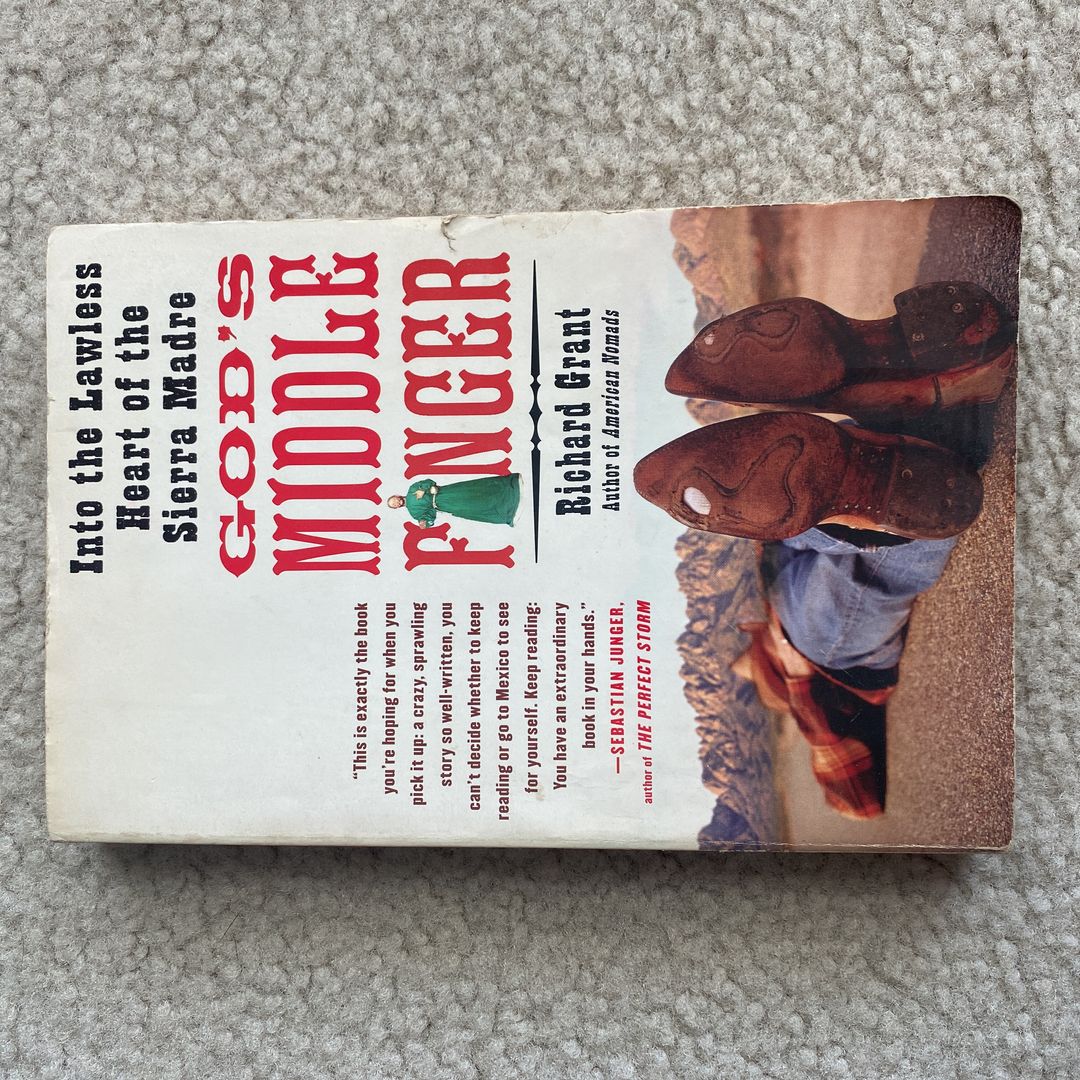 Into the Lawless
Heart of the
Sierra Madre
GOD'S
MIDDLE
FINGER
Richard Grant
Author of American Nomads
"This is exactly the book
you're hoping for when you
pick it up: a crazy, sprawling
story so well-written, you
can't decide whether to keep
reading or go to Mexico to see
for yourself. Keep reading:
You have an extraordinary
book in your hands."
—SEBASTIAN JUNGER,
author of THE PERFECT STORM